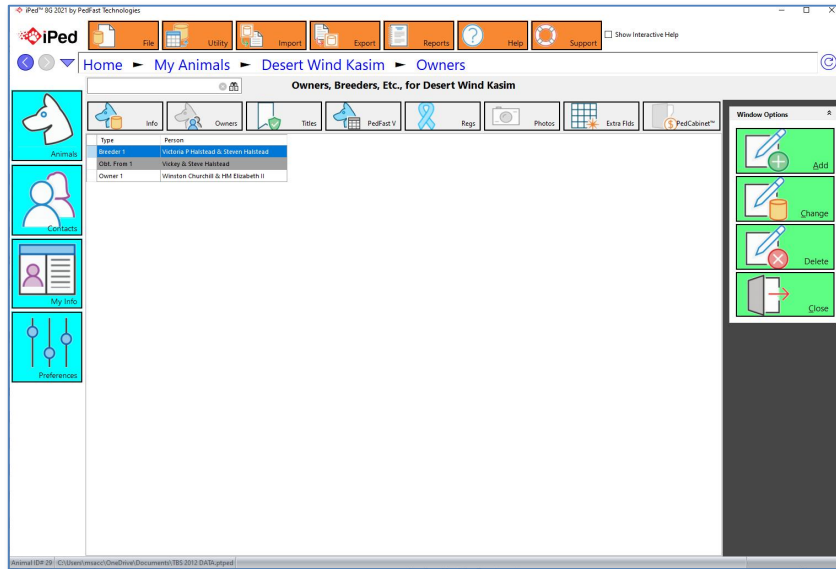 iPed™ 8G 2021 by PedFast Technologies
iPed
File
Utility
Import
Export
Reports
Help
Support
Show Interactive Help
Home ► My Animals ► Desert Wind Kasim ► Owners
Owners, Breeders, Etc., for Desert Wind Kasim
Info
Owners
Titles
PedFast V
Regs
Photos
Extra Flds
PedCabinet™
Window Options
Type Person
Breeder 1 Victoria P Halstead & Steven Halstead
Obt. From 1 Vickey & Steve Halstead
Owner 1 Winston Churchill & HM Elizabeth II
Animals
Contacts
My Info
Preferences
Add
Change
Delete
Close
Animal ID# 29 C:\Users\msacc\OneDrive\Documents\TBS 2012 DATA.ptped